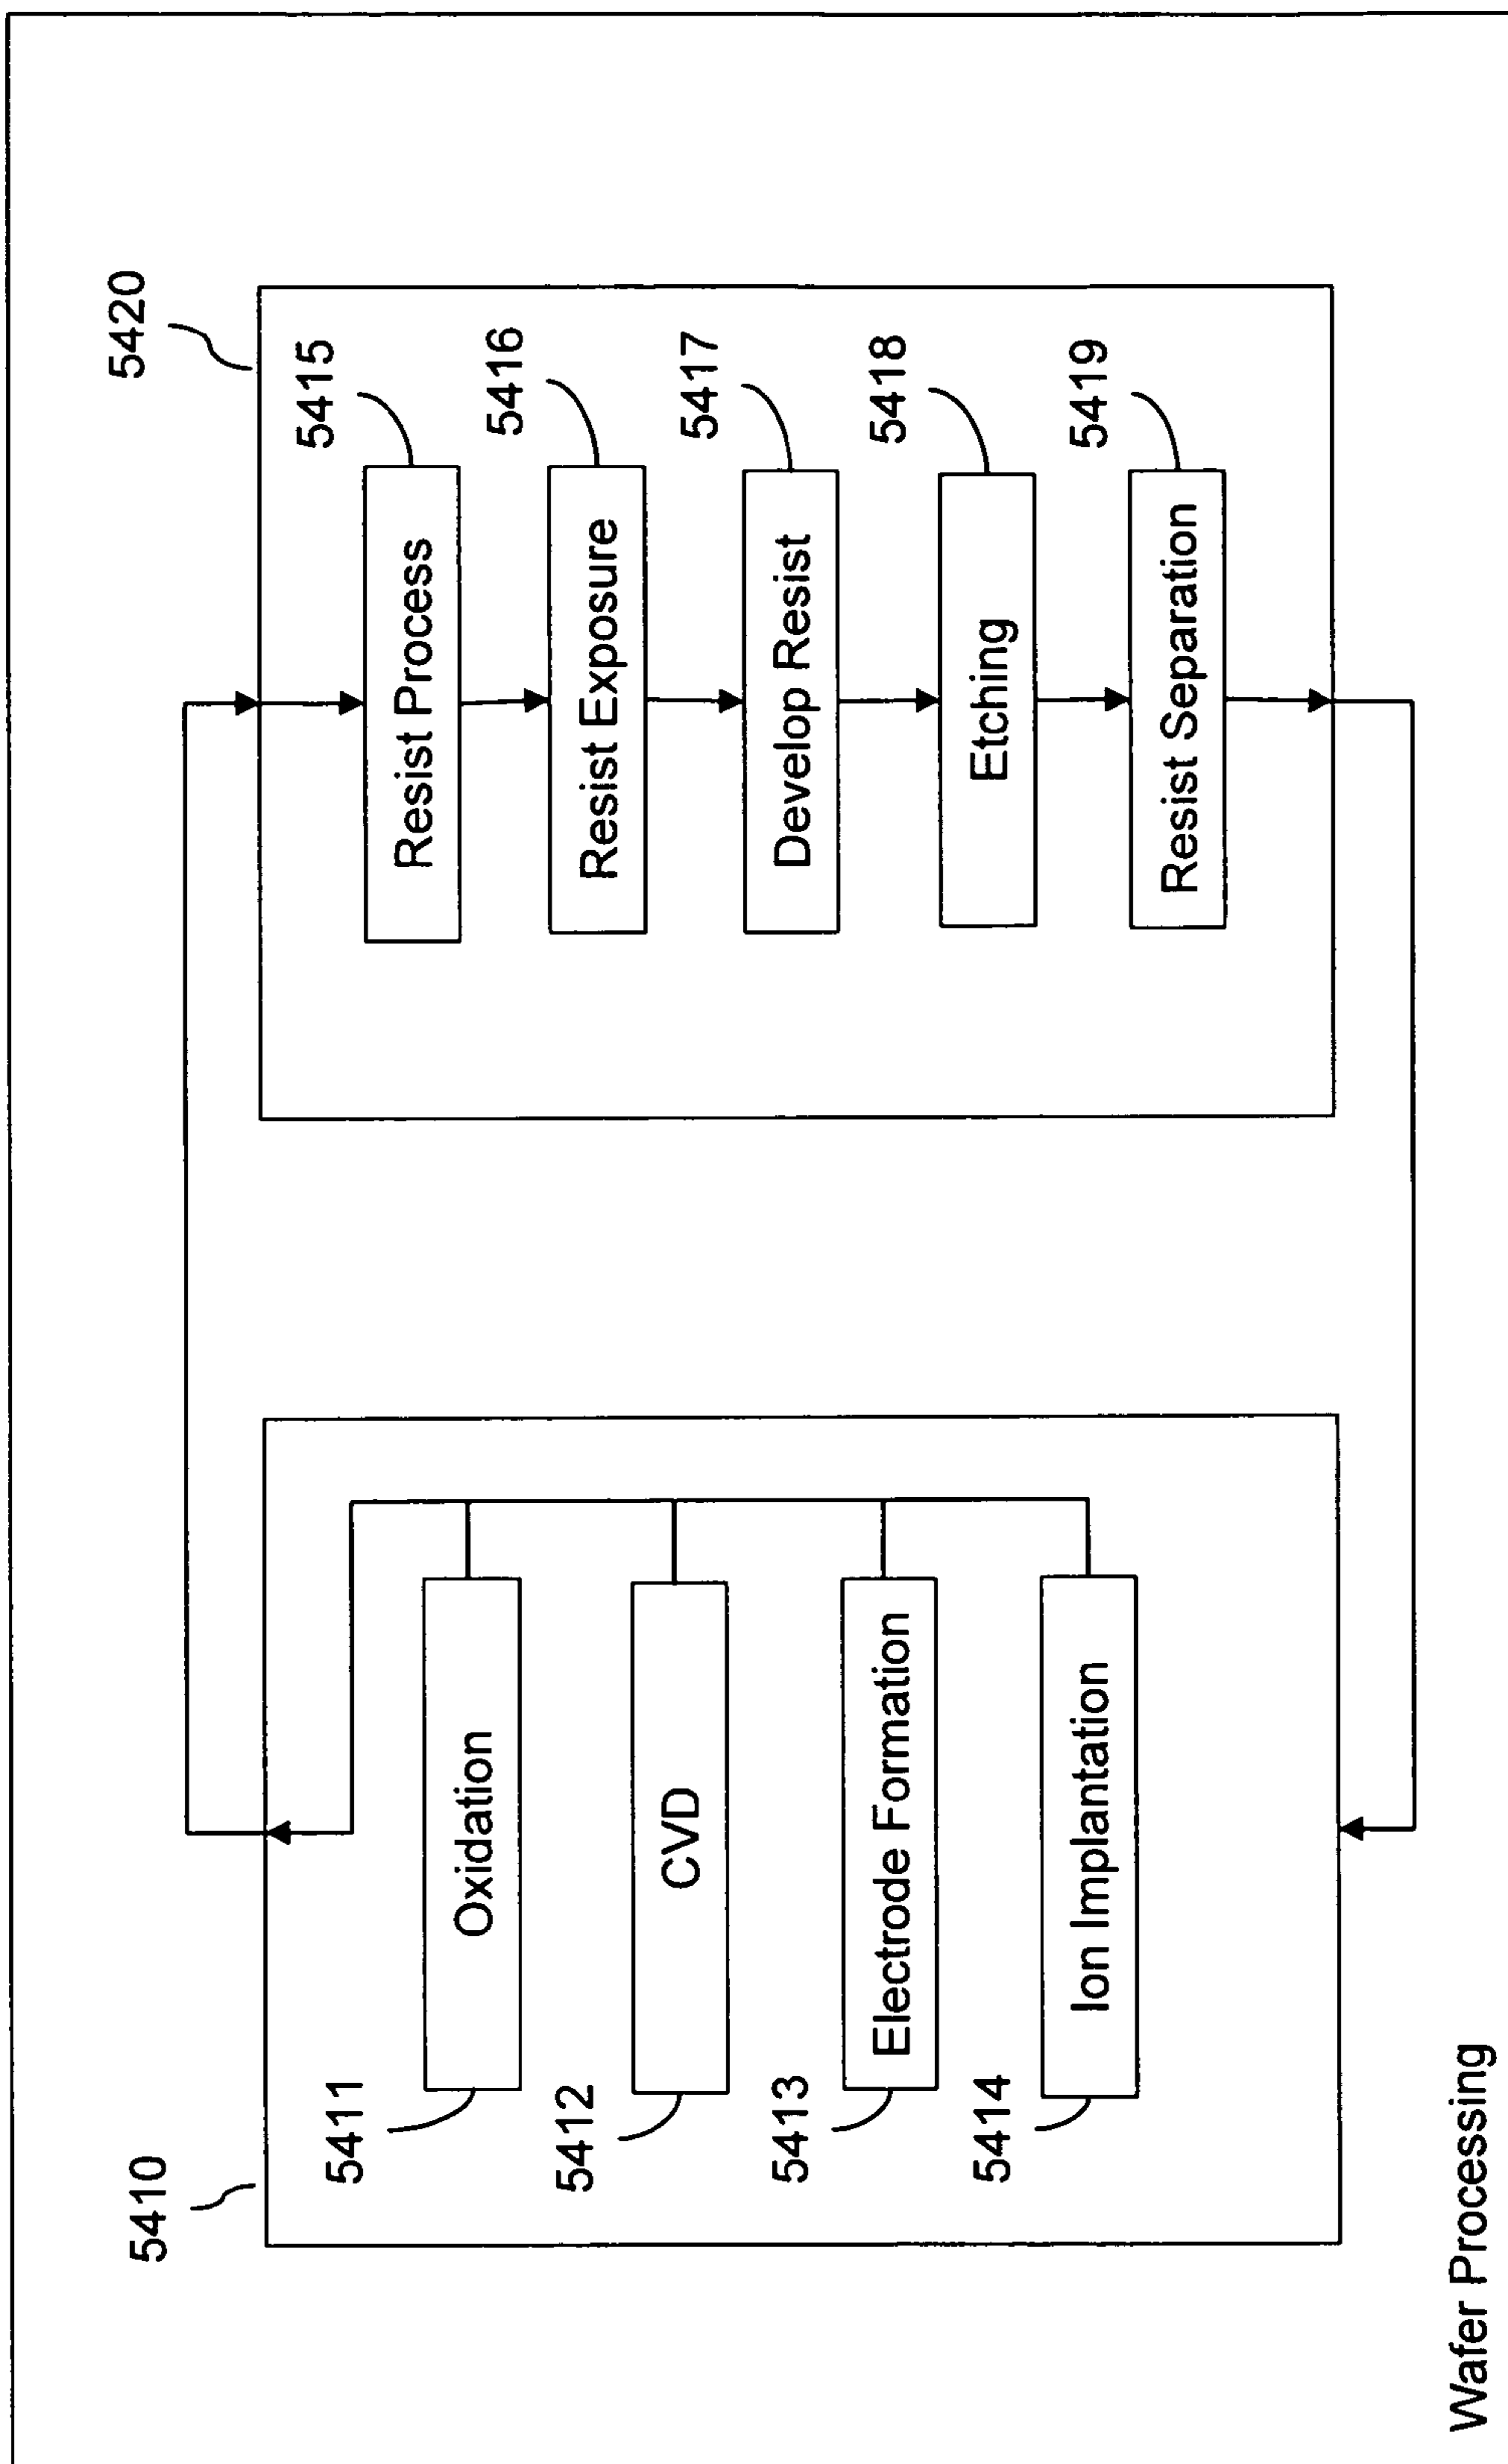 5410
5411
Oxidation
5412
CVD
5413
Electrode Formation
5414
Ion Implantation
5420
5415
Resist Process
5416
Resist Exposure
5417
Develop Resist
5418
Etching
5419
Resist Separation
Wafer Processing